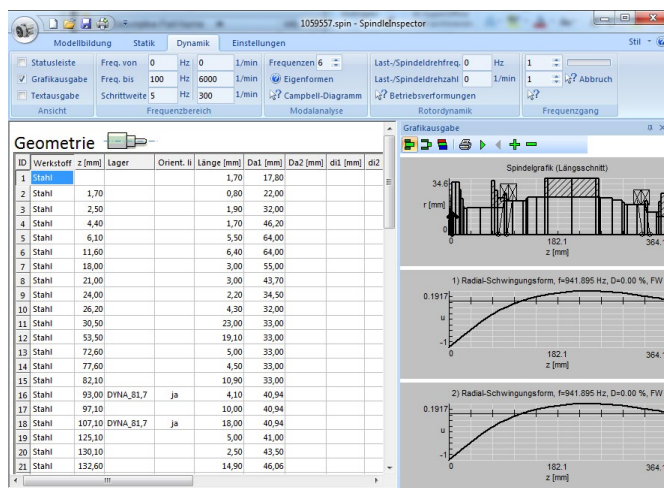 1059557.spin - SpindleInspector
Modellbildung Statik Dynamik Einstellungen Stil
Statusleiste Freq. von 0 Hz 0 1/min Frequenzen 6 Last-/Spindeldrehfreq. 0 Hz 1
Grafikausgabe Freq. bis 100 Hz 6000 1/min Eigenformen Last-/Spindeldrehzahl 0 1/min 1 Abbruch
Textausgabe Schrittweite 5 Hz 300 1/min Campbell-Diagramm Betriebsverformungen
Ansicht Frequenzbereich Modalanalyse Rotordynamik Frequenzgang
Geometrie
ID Werkstoff z [mm] Lager Orient. li Länge [mm] Da1 [mm] Da2 [mm] di1 [mm] di2
1 Stahl 1,70 17,80
2 Stahl 1,70 0,80 22,00
3 Stahl 2,50 1,90 32,00
4 Stahl 4,40 1,70 46,20
5 Stahl 6,10 5,50 64,00
6 Stahl 11,60 6,40 64,00
7 Stahl 18,00 3,00 55,00
8 Stahl 21,00 3,00 43,70
9 Stahl 24,00 2,20 34,50
10 Stahl 26,20 4,30 32,00
11 Stahl 30,50 23,00 33,00
12 Stahl 53,50 19,10 33,00
13 Stahl 72,60 5,00 33,00
14 Stahl 77,60 4,50 33,00
15 Stahl 82,10 10,90 33,00
16 Stahl 93,00 DYNA_81,7 ja 4,10 40,94
17 Stahl 97,10 10,00 40,94
18 Stahl 107,10 DYNA_81,7 ja 18,00 40,94
19 Stahl 125,10 5,00 41,00
20 Stahl 130,10 2,50 43,50
21 Stahl 132,60 14,90 46,06
Grafikausgabe
Spindelgrafik (Längsschnitt)
34.6
r [mm]
0
0 182.1 364.
z [mm]
1) Radial-Schwingungsform, f=941.895 Hz, D=0.00 %, FW
0.1917
u
-1
0 182.1 364.
z [mm]
2) Radial-Schwingungsform, f=941.895 Hz, D=0.00 %, FW
0.1917
u
-1
0 182.1 364.
z [mm]